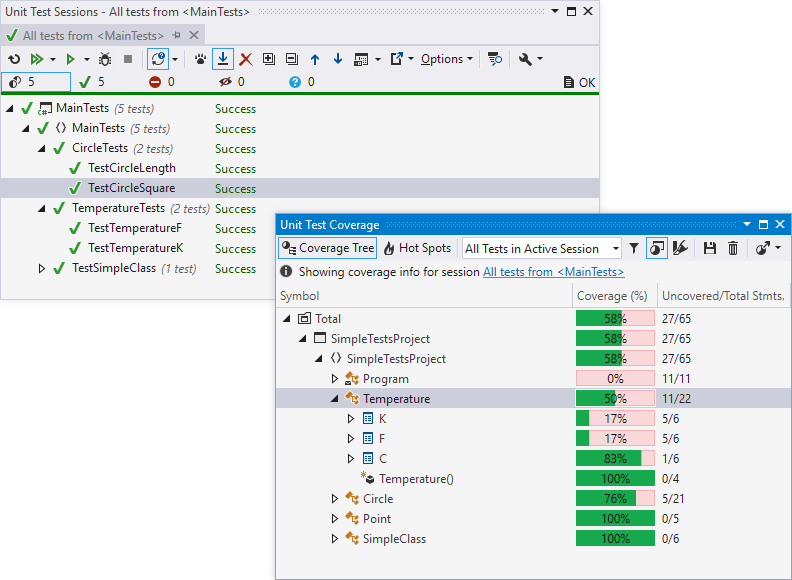 Unit Test Sessions - All tests from <MainTests>
All tests from <MainTests>
Options
5 5 0 0 0 OK
MainTests (5 tests) Success
MainTests (5 tests) Success
CircleTests (2 tests) Success
TestCircleLength Success
TestCircleSquare Success
TemperatureTests (2 tests) Success
TestTemperatureF Success
TestTemperatureK Success
TestSimpleClass (1 test) Success
Unit Test Coverage
Coverage Tree Hot Spots All Tests in Active Session
Showing coverage info for session All tests from <MainTests>
Symbol Coverage (%) Uncovered/Total Stmts.
Total 58% 27/65
SimpleTestsProject 58% 27/65
SimpleTestsProject 58% 27/65
Program 0% 11/11
Temperature 50% 11/22
K 17% 5/6
F 17% 5/6
C 83% 1/6
Temperature() 100% 0/4
Circle 76% 5/21
Point 100% 0/5
SimpleClass 100% 0/6